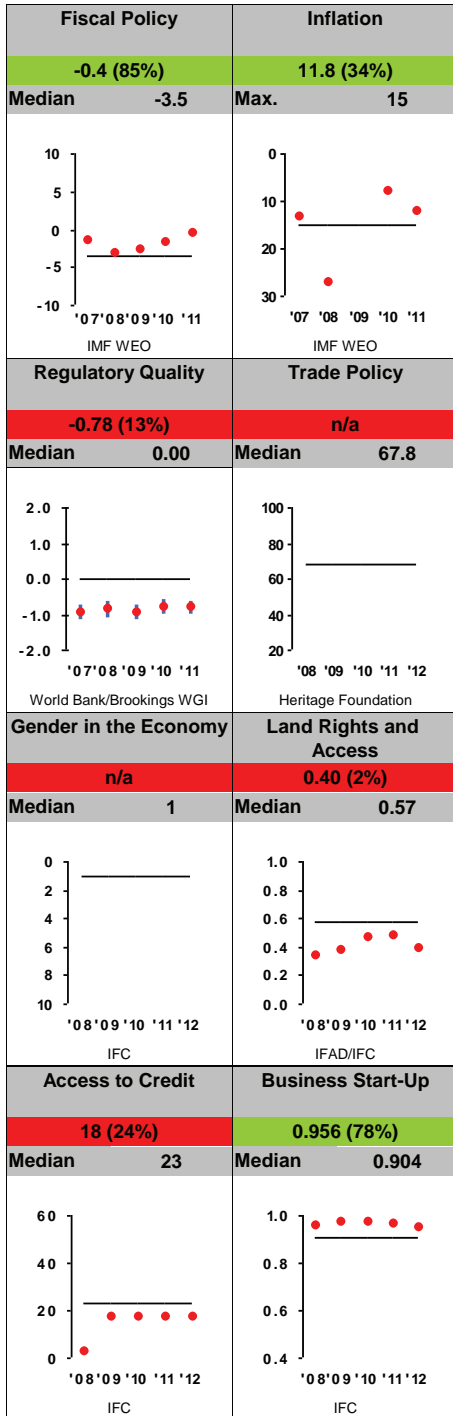 Fiscal Policy
-0.4 (85%)
Median -3.5
10
5
0
-5
-10
'07 '08 '09 '10 '11
IMF WEO
Inflation
11.8 (34%)
Max. 15
0
10
20
30
'07 '08 '09 '10 '11
IMF WEO
Regulatory Quality
-0.78 (13%)
Median 0.00
2.0
1.0
0.0
-1.0
-2.0
'07 '08 '09 '10 '11
World Bank/Brookings WGI
Trade Policy
n/a
Median 67.8
100
80
60
40
20
'08 '09 '10 '11 '12
Heritage Foundation
Gender in the Economy
n/a
Median 1
0
2
4
6
8
10
'08 '09 '10 '11 '12
IFC
Land Rights and
Access
0.40 (2%)
Median 0.57
1.0
0.8
0.6
0.4
0.2
0.0
'08 '09 '10 '11 '12
IFAD/IFC
Access to Credit
18 (24%)
Median 23
60
40
20
0
'08 '09 '10 '11 '12
IFC
Business Start-Up
0.956 (78%)
Median 0.904
1.0
0.8
0.6
0.4
'08 '09 '10 '11 '12
IFC